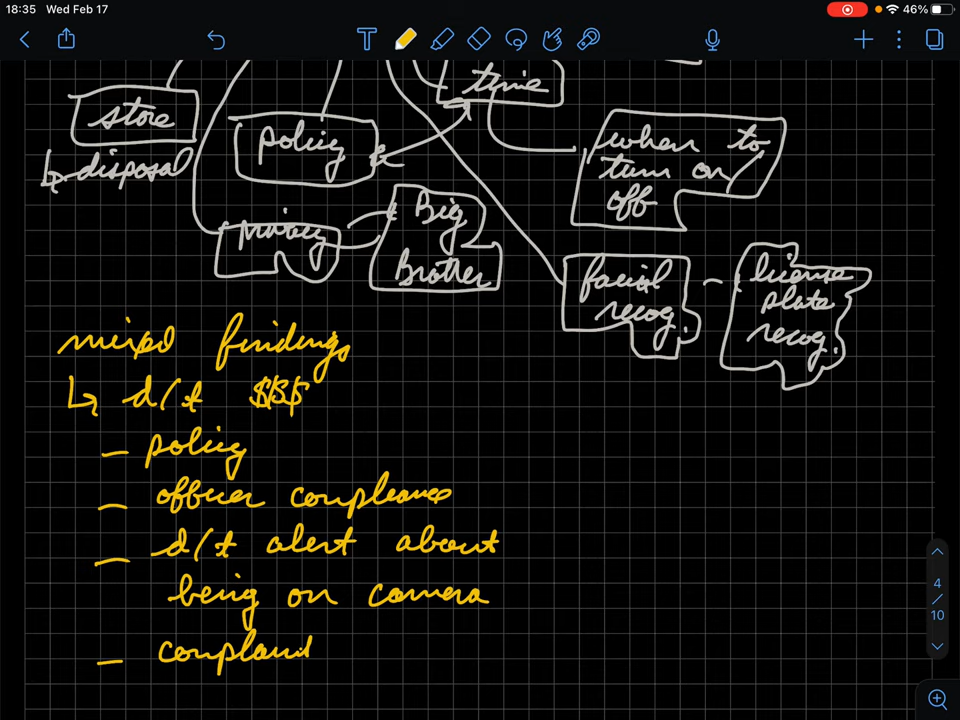 18:35 Wed Feb 17
46%
time
store
↳ disposal
Policy
when to
turn on/
off
Privacy
Big
Brother
facial
recog.
license
plate
recog.
mixed findings
↳ d/t $$$
- policy
- officer compliance
- d/t alert about
being on camera
- complaint
4
/
10